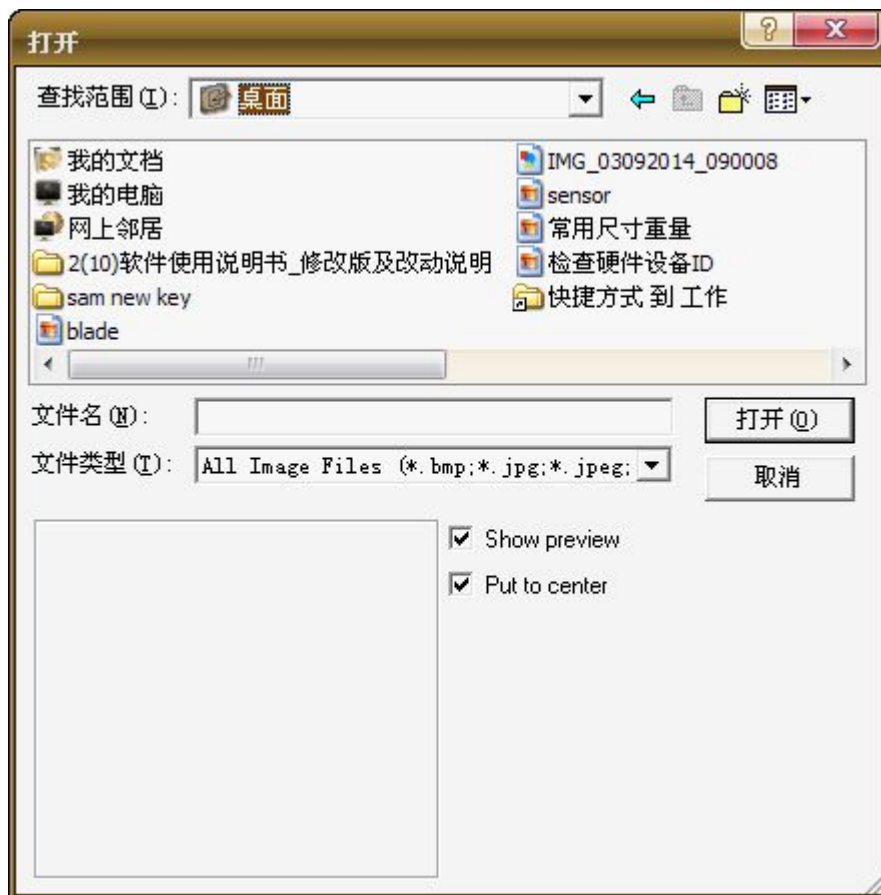 打开
查找范围(I): 桌面
我的文档
我的电脑
网上邻居
2(10)软件使用说明书_修改版及改动说明
sam new key
blade
IMG_03092014_090008
sensor
常用尺寸重量
检查硬件设备ID
快捷方式 到 工作
文件名(N):
打开(O)
文件类型(T): All Image Files (*.bmp;*.jpg;*.jpeg;
取消
Show preview
Put to center